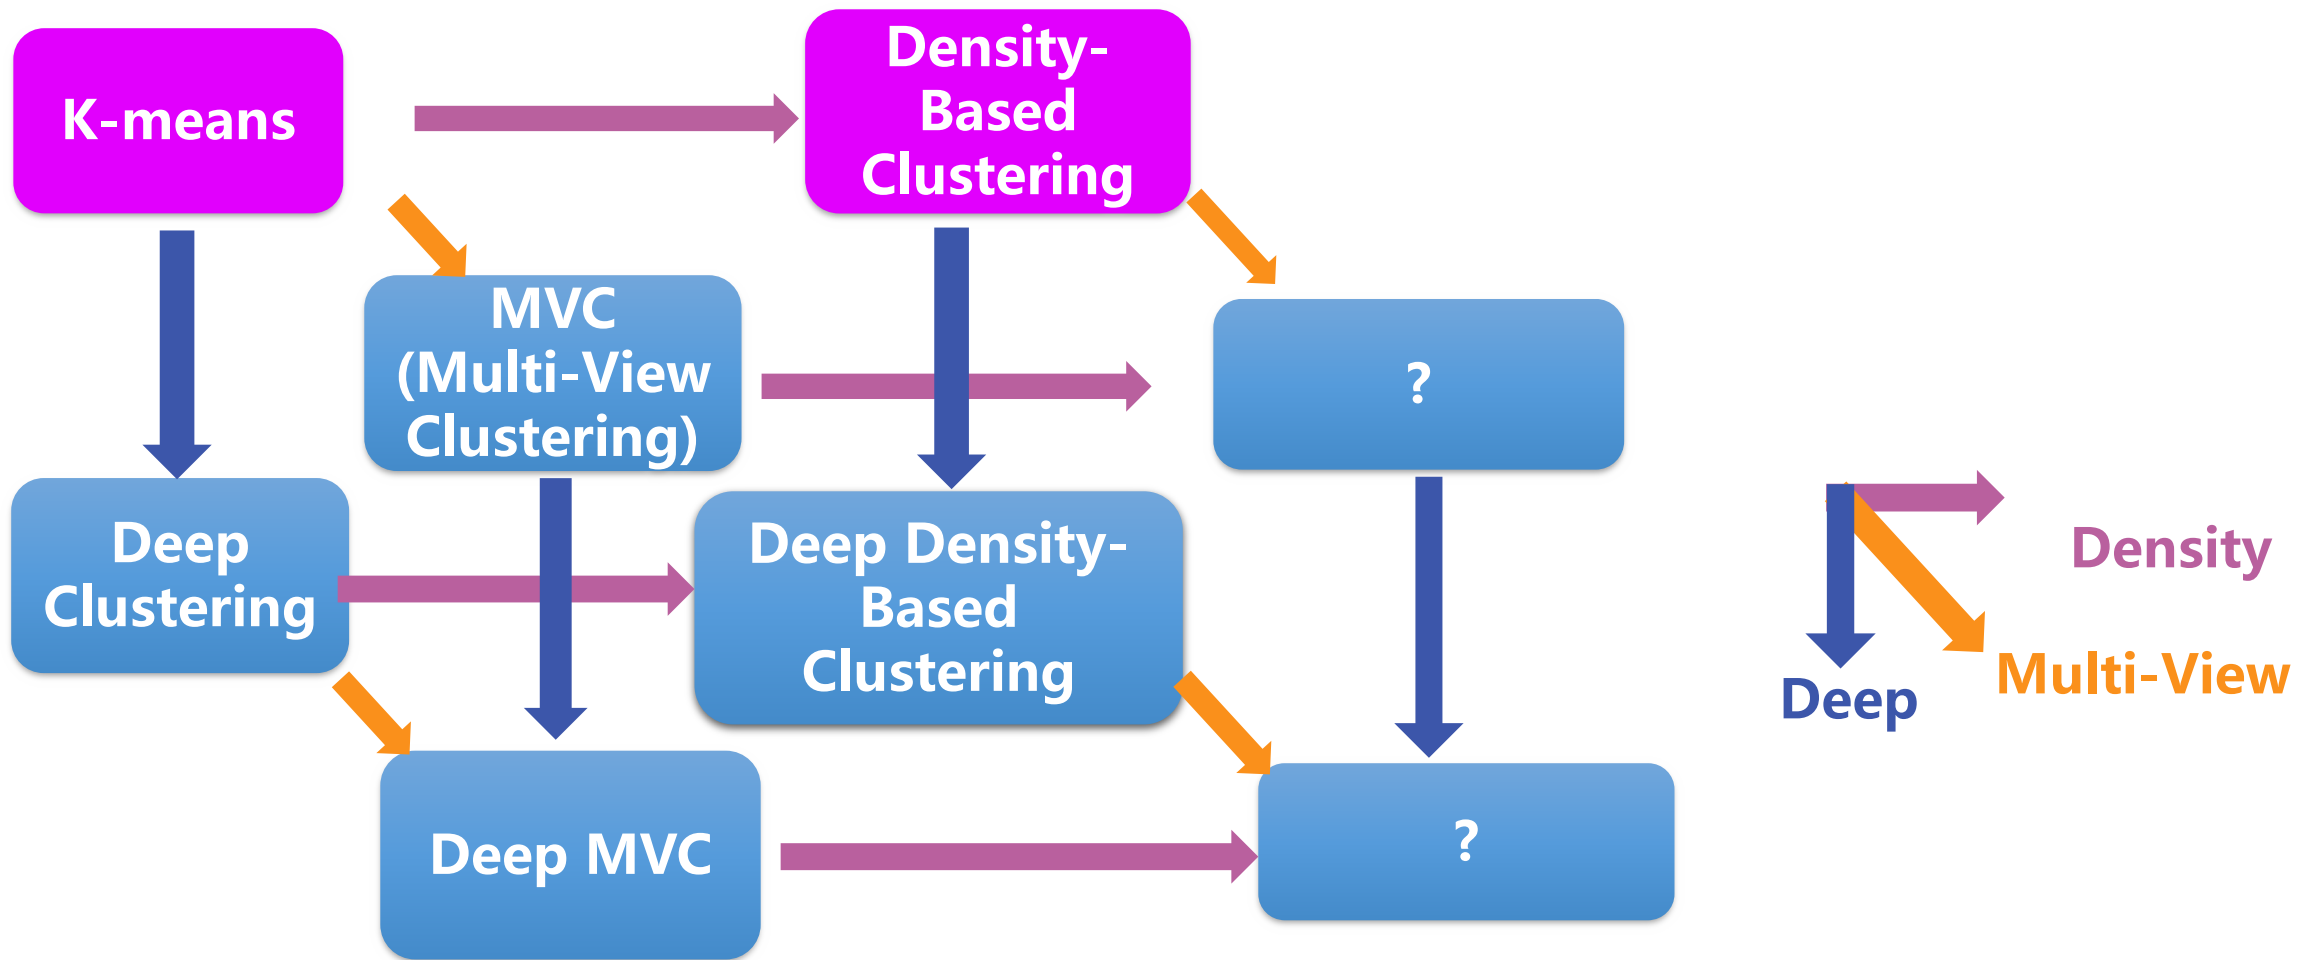 K-means
Density-
Based
Clustering
MVC
(Multi-View
Clustering)
?
Deep
Clustering
Deep Density-
Based
Clustering
Deep MVC
?
Density
Multi-View
Deep